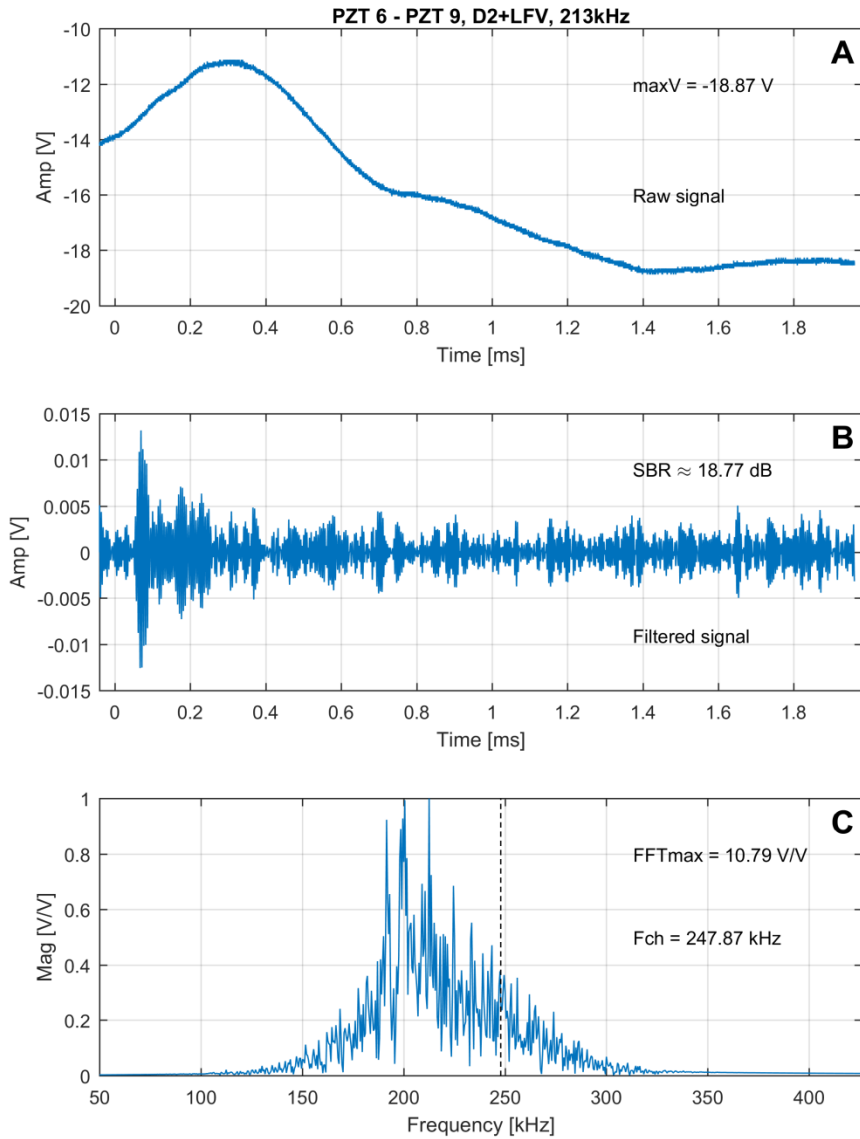 PZT 6 - PZT 9, D2+LFV, 213kHz
A
-10
-12
-14
-16
-18
-20
Amp [V]
maxV = -18.87 V
Raw signal
0 0.2 0.4 0.6 0.8 1 1.2 1.4 1.6 1.8
Time [ms]
B
0.015
0.01
0.005
0
-0.005
-0.01
-0.015
Amp [V]
SBR ≈ 18.77 dB
Filtered signal
0 0.2 0.4 0.6 0.8 1 1.2 1.4 1.6 1.8
Time [ms]
C
1
0.8
0.6
0.4
0.2
0
Mag [V/V]
FFTmax = 10.79 V/V
Fch = 247.87 kHz
50 100 150 200 250 300 350 400
Frequency [kHz]